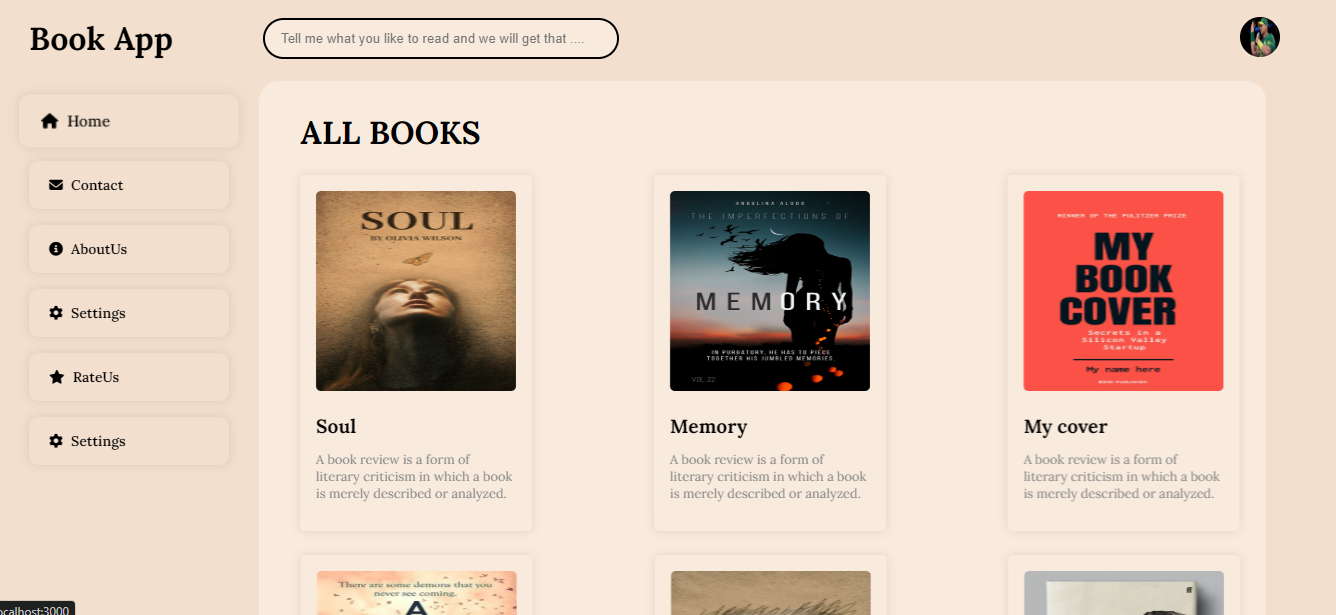 Book App
Tell me what you like to read and we will get that ....
Home
Contact
AboutUs
Settings
RateUs
Settings
ALL BOOKS
SOUL
BY OLIVIA WILSON
Soul
A book review is a form of
literary criticism in which a book
is merely described or analyzed.
ANGELINA ALUDO
THE IMPERFECTIONS OF
MEMORY
IN PURGATORY, HE HAS TO PIECE
TOGETHER HIS JUMBLED MEMORIES.
VOL.22
Memory
A book review is a form of
literary criticism in which a book
is merely described or analyzed.
WINNER OF THE PULITZER PRIZE
MY
BOOK
COVER
Secrets in a
Silicon Valley
Startup
My name here
BOOK PUBLISHER
My cover
A book review is a form of
literary criticism in which a book
is merely described or analyzed.
There are some demons that you
never see coming.
A
ocalhost:3000